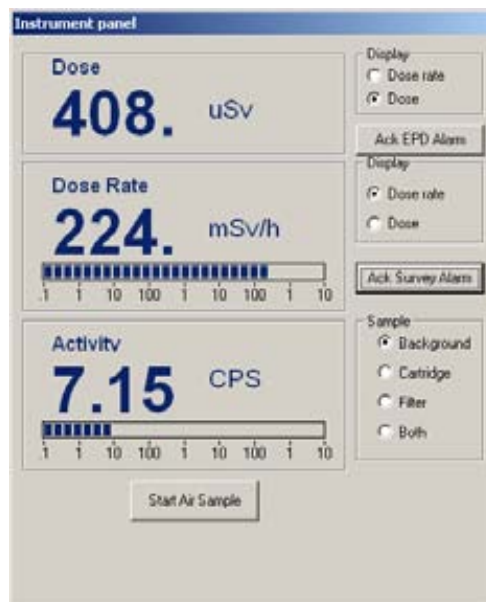 Instrument panel
Dose
408. uSv
Display
Dose rate
Dose
Ack EPD Alarm
Dose Rate
224. mSv/h
.1 1 10 100 1 10 100 1 10
Display
Dose rate
Dose
Ack Survey Alarm
Activity
7.15 CPS
.1 1 10 100 1 10 100 1 10
Sample
Background
Cartridge
Filter
Both
Start Air Sample